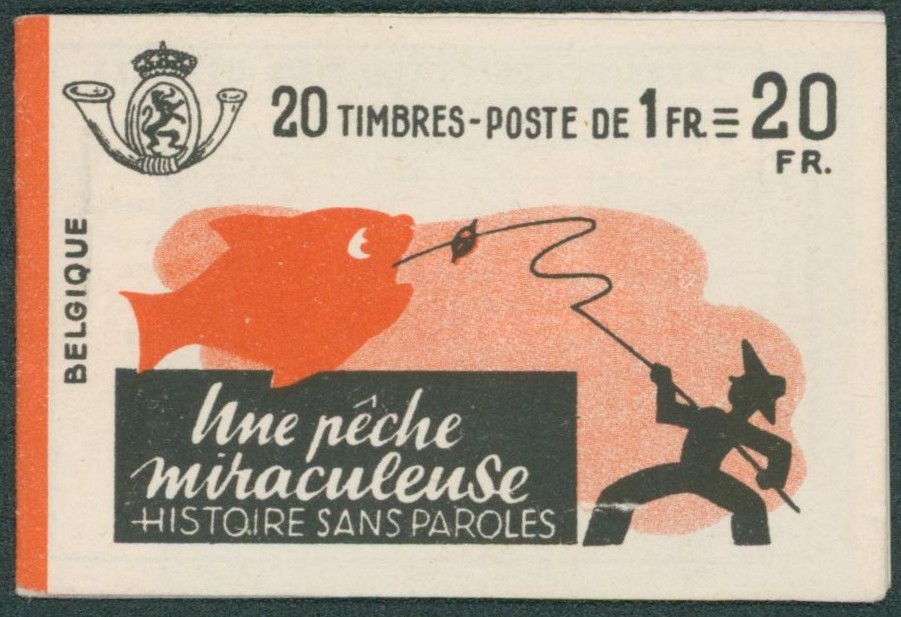 20 TIMBRES-POSTE DE 1 FR = 20
FR.
BELGIQUE
Une pêche
miraculeuse
HISTOIRE SANS PAROLES